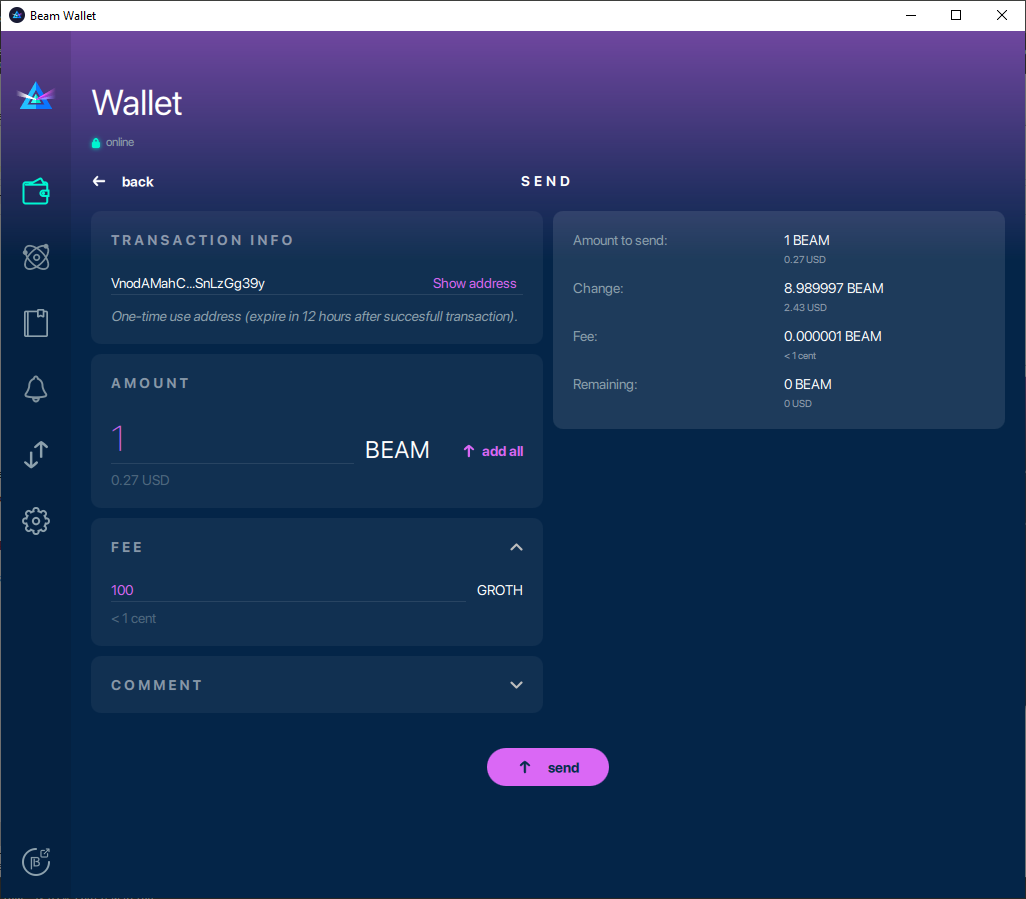 Beam Wallet
Wallet
online
back
SEND
TRANSACTION INFO
VnodAMahC...SnLzGg39y Show address
One-time use address (expire in 12 hours after succesfull transaction).
AMOUNT
1 BEAM add all
0.27 USD
FEE
100 GROTH
< 1 cent
COMMENT
Amount to send: 1 BEAM
0.27 USD
Change: 8.989997 BEAM
2.43 USD
Fee: 0.000001 BEAM
< 1 cent
Remaining: 0 BEAM
0 USD
send